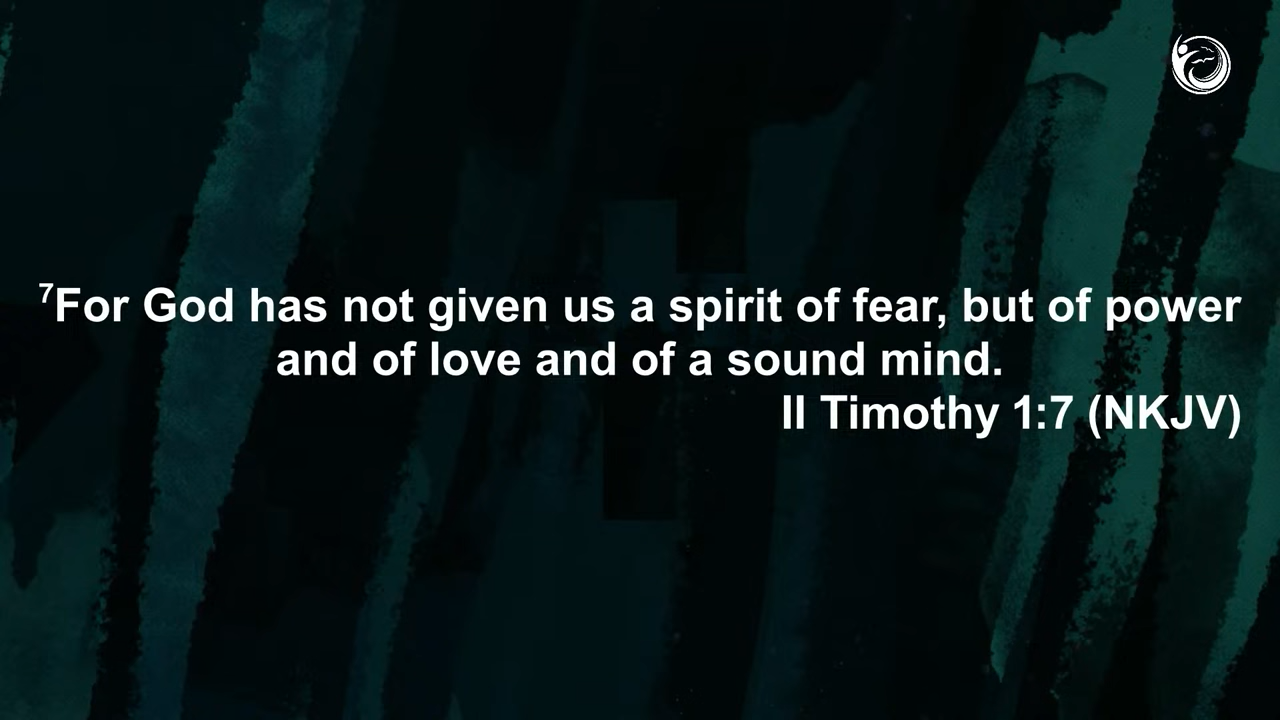 ⁷For God has not given us a spirit of fear, but of power
and of love and of a sound mind.
II Timothy 1:7 (NKJV)